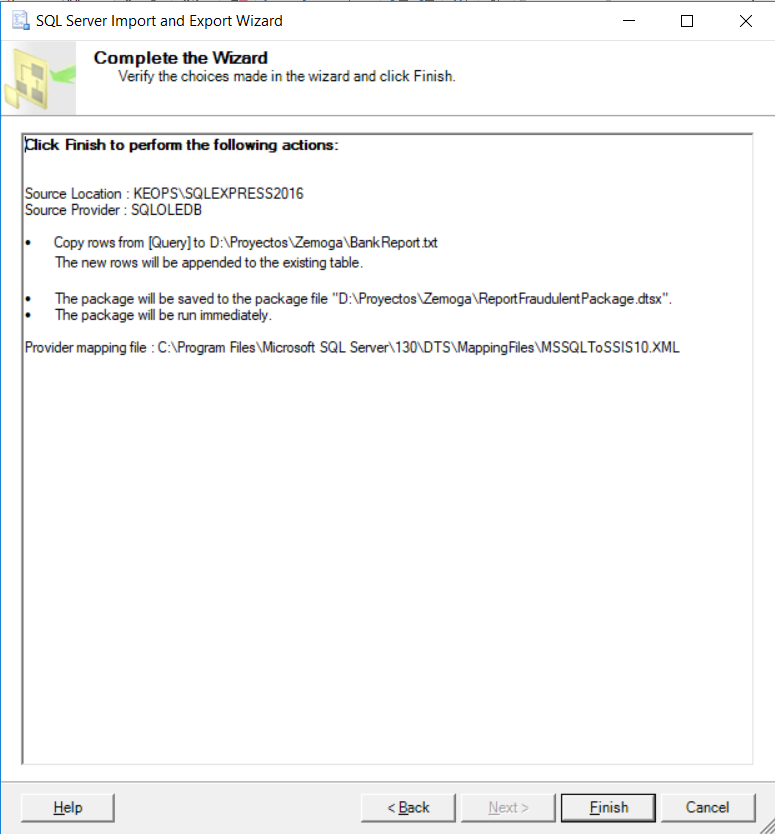 SQL Server Import and Export Wizard
Complete the Wizard
Verify the choices made in the wizard and click Finish.
Click Finish to perform the following actions:
Source Location : KEOPS\SQLEXPRESS2016
Source Provider : SQLOLEDB
• Copy rows from [Query] to D:\Proyectos\Zemoga\BankReport.txt
The new rows will be appended to the existing table.
• The package will be saved to the package file "D:\Proyectos\Zemoga\ReportFraudulentPackage.dtsx".
• The package will be run immediately.
Provider mapping file : C:\Program Files\Microsoft SQL Server\130\DTS\MappingFiles\MSSQLToSSIS10.XML
Help < Back Next > Finish Cancel